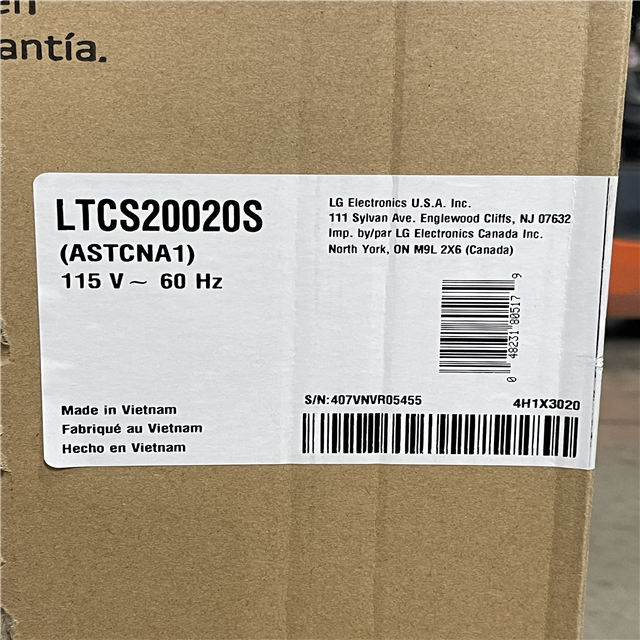 antía.
LTCS20020S
(ASTCNA1)
115 V ~ 60 Hz
LG Electronics U.S.A. Inc.
111 Sylvan Ave. Englewood Cliffs, NJ 07632
Imp. by/par LG Electronics Canada Inc.
North York, ON M9L 2X6 (Canada)
0 48231 80517 9
S/N:407VNVR05455 4H1X3020
Made in Vietnam
Fabriqué au Vietnam
Hecho en Vietnam